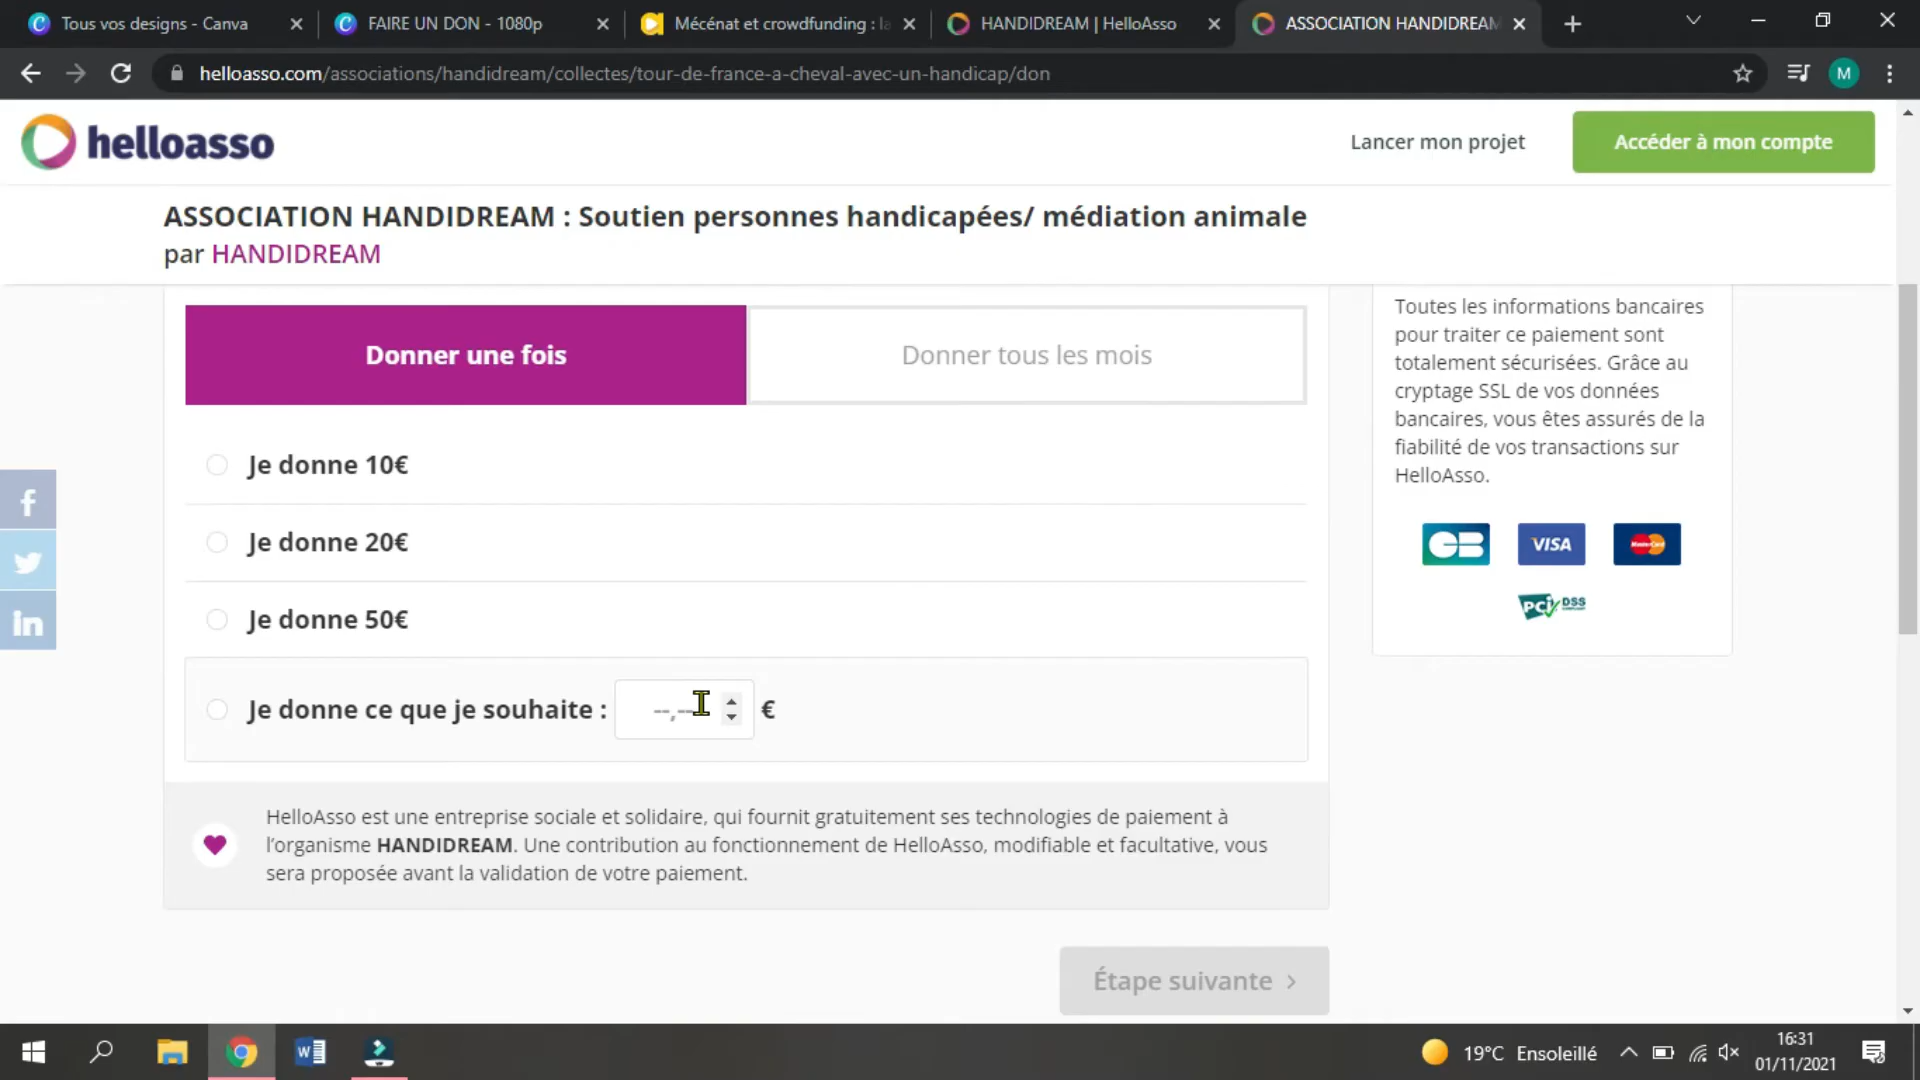 Tous vos designs - Canva
FAIRE UN DON - 1080p
Mécénat et crowdfunding : la
HANDIDREAM | HelloAsso
ASSOCIATION HANDIDREAM
helloasso.com/associations/handidream/collectes/tour-de-france-a-cheval-avec-un-handicap/don
M
helloasso
Lancer mon projet
Accéder à mon compte
ASSOCIATION HANDIDREAM : Soutien personnes handicapées/ médiation animale
par HANDIDREAM
Donner une fois
Donner tous les mois
Je donne 10€
Je donne 20€
Je donne 50€
Je donne ce que je souhaite : --,-- €
HelloAsso est une entreprise sociale et solidaire, qui fournit gratuitement ses technologies de paiement à
l’organisme HANDIDREAM. Une contribution au fonctionnement de HelloAsso, modifiable et facultative, vous
sera proposée avant la validation de votre paiement.
Étape suivante
Toutes les informations bancaires
pour traiter ce paiement sont
totalement sécurisées. Grâce au
cryptage SSL de vos données
bancaires, vous êtes assurés de la
fiabilité de vos transactions sur
HelloAsso.
CB
VISA
MasterCard
PCI DSS
COMPLIANT
f
in
W
19°C Ensoleillé
16:31
01/11/2021